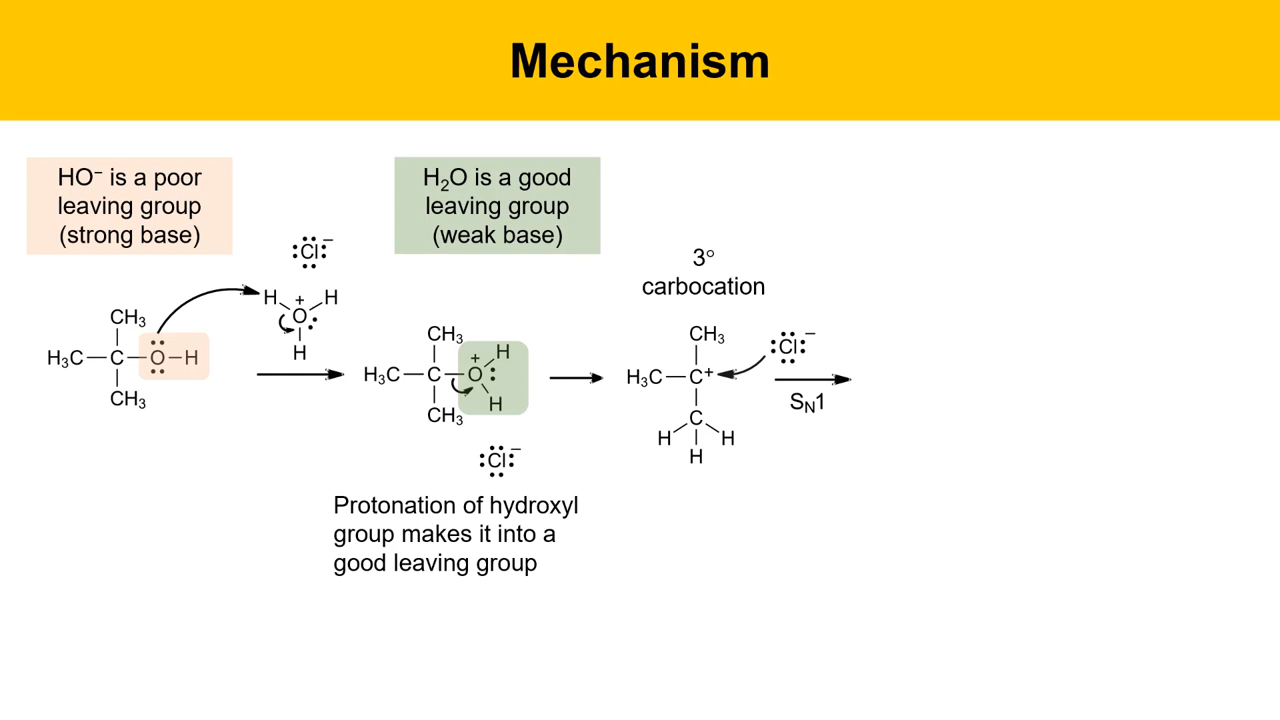 Mechanism
HO⁻ is a poor
leaving group
(strong base)
H₂O is a good
leaving group
(weak base)
:Cl:⁻
3°
carbocation
H H
+
O
H
CH₃
H₃C C O H
CH₃
CH₃
+ H
H₃C C O:
H
CH₃
:Cl:⁻
CH₃
H₃C C⁺
C
H H
H
:Cl:⁻
Sₙ1
Protonation of hydroxyl
group makes it into a
good leaving group